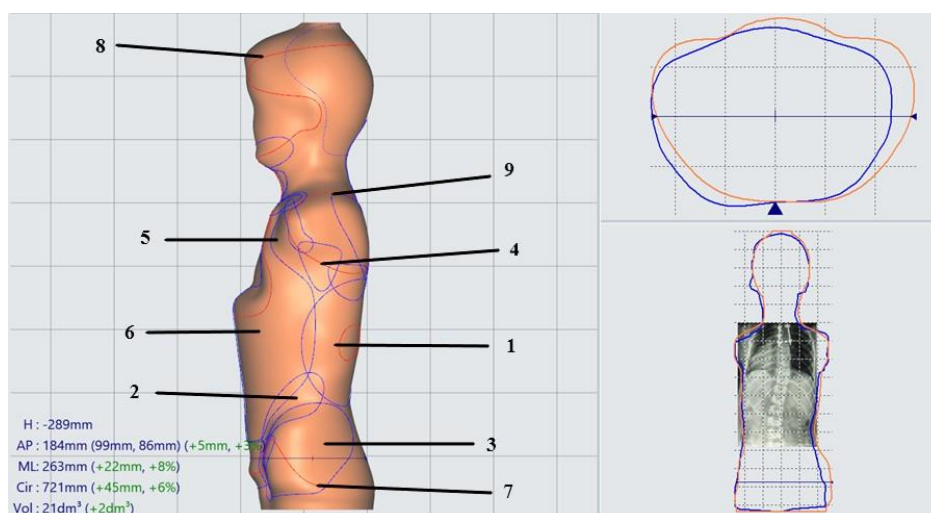 8
9
5
4
6
1
2
3
7
H : -289mm
AP : 184mm (99mm, 86mm) (+5mm, +3%)
ML: 263mm (+22mm, +8%)
Cir : 721mm (+45mm, +6%)
Vol : 21dm³ (+2dm³)